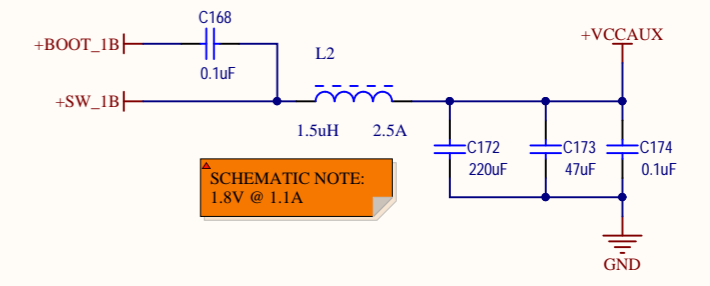 C168
+VCCAUX
+BOOT_1B
L2
0.1uF
+SW_1B
1.5uH 2.5A
C172 C173 C174
220uF 47uF 0.1uF
SCHEMATIC NOTE:
1.8V @ 1.1A
GND